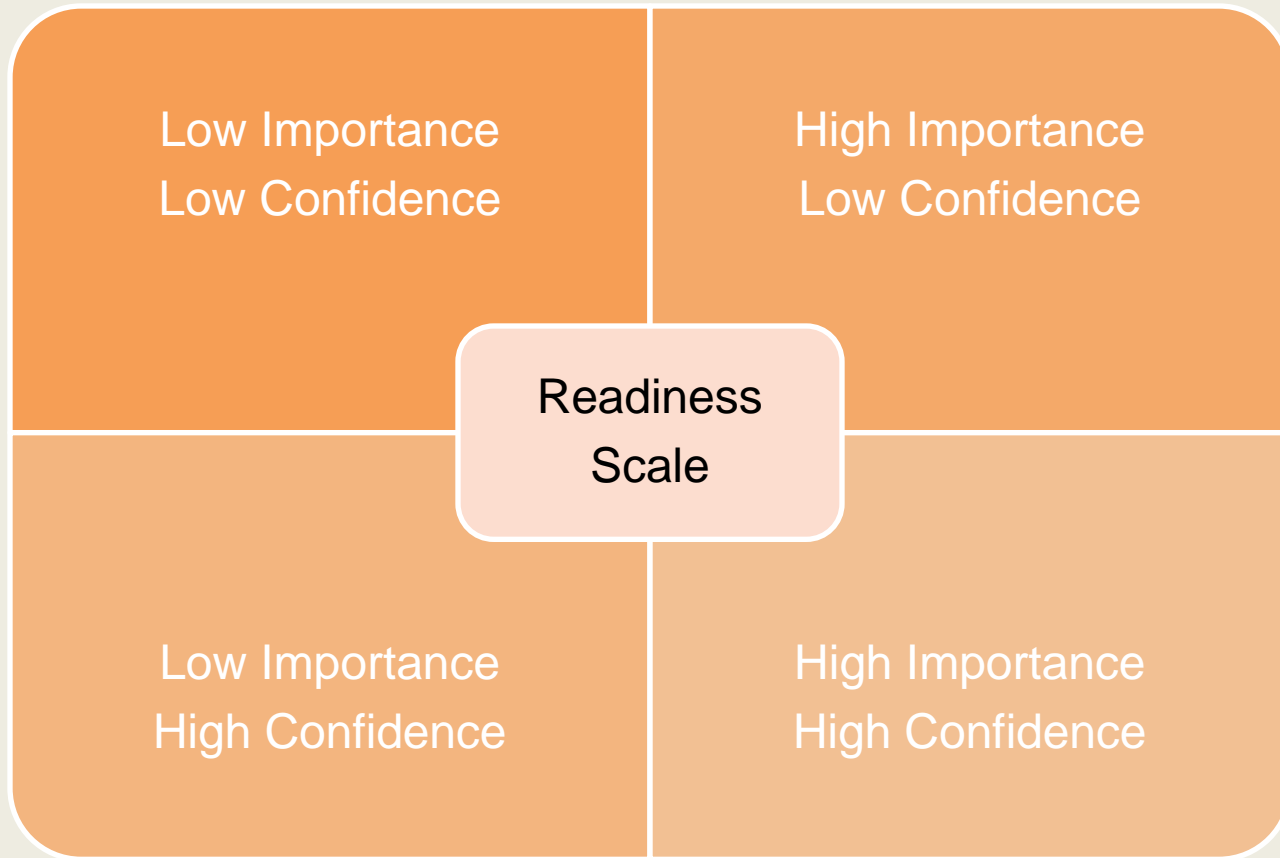 Low Importance
Low Confidence
High Importance
Low Confidence
Readiness
Scale
Low Importance
High Confidence
High Importance
High Confidence